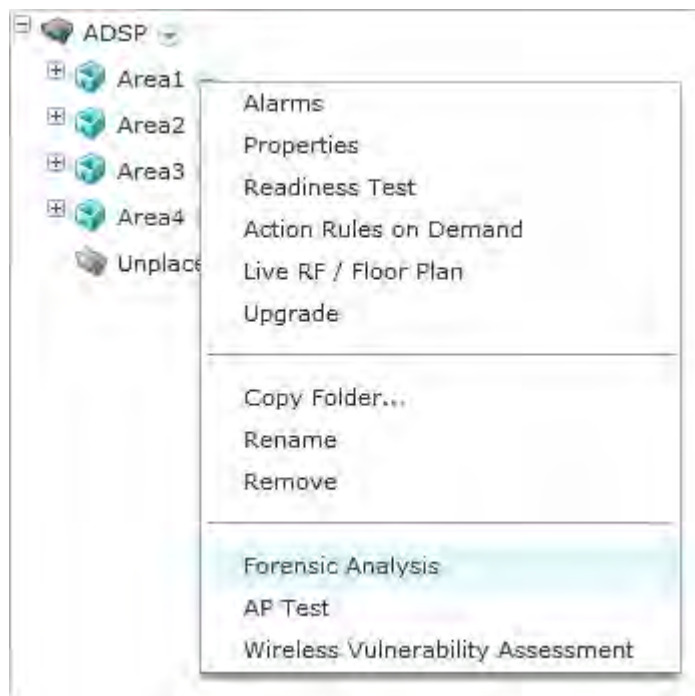 ADSP
Area1
Area2
Area3
Area4
Alarms
Properties
Readiness Test
Action Rules on Demand
Live RF / Floor Plan
Upgrade
Copy Folder...
Rename
Remove
Forensic Analysis
AP Test
Wireless Vulnerability Assessment